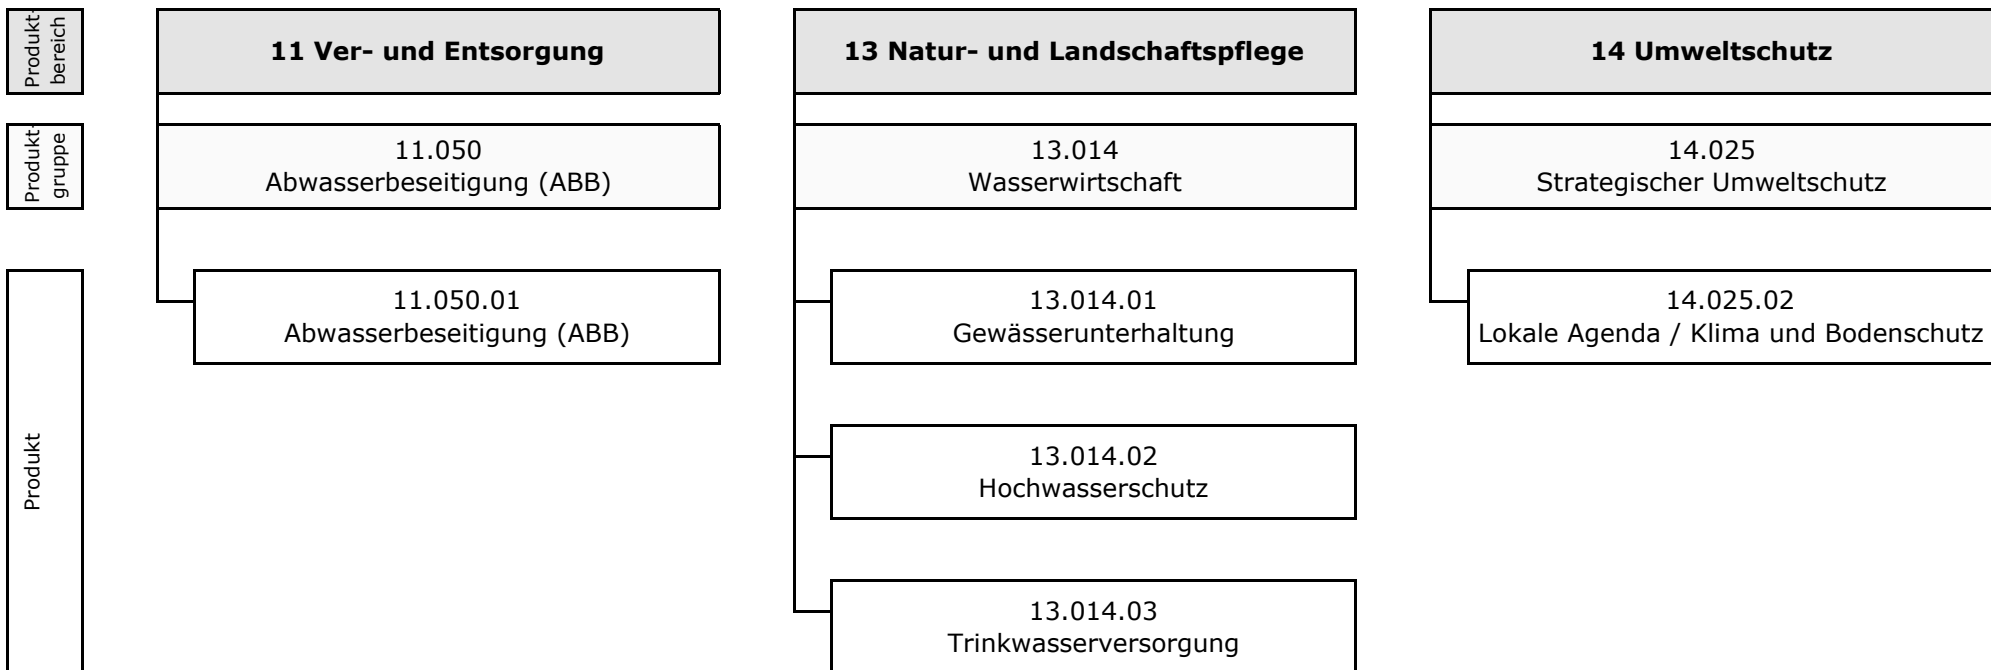 Produkt-
bereich
11 Ver- und Entsorgung
13 Natur- und Landschaftspflege
14 Umweltschutz
Produkt-
gruppe
11.050
Abwasserbeseitigung (ABB)
13.014
Wasserwirtschaft
14.025
Strategischer Umweltschutz
Produkt
11.050.01
Abwasserbeseitigung (ABB)
13.014.01
Gewässerunterhaltung
14.025.02
Lokale Agenda / Klima und Bodenschutz
13.014.02
Hochwasserschutz
13.014.03
Trinkwasserversorgung